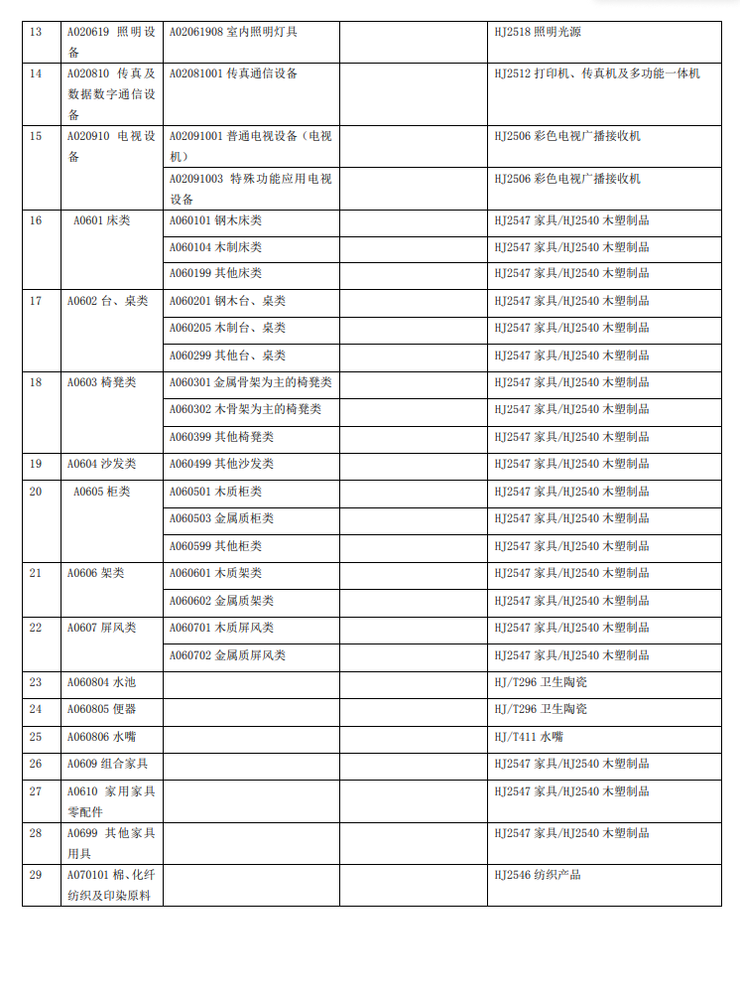 13 A020619 照明设 A02061908 室内照明灯具 HJ2518 照明光源
备
14 A020810 传真及 A02081001 传真通信设备 HJ2512 打印机、传真机及多功能一体机
数据数字通信设
备
15 A020910 电视设 A02091001 普通电视设备（电视 HJ2506 彩色电视广播接收机
备 机）
A02091003 特殊功能应用电视 HJ2506 彩色电视广播接收机
设备
16 A0601 床类 A060101 钢木床类 HJ2547 家具/HJ2540 木塑制品
A060104 木制床类 HJ2547 家具/HJ2540 木塑制品
A060199 其他床类 HJ2547 家具/HJ2540 木塑制品
17 A0602 台、桌类 A060201 钢木台、桌类 HJ2547 家具/HJ2540 木塑制品
A060205 木制台、桌类 HJ2547 家具/HJ2540 木塑制品
A060299 其他台、桌类 HJ2547 家具/HJ2540 木塑制品
18 A0603 椅凳类 A060301 金属骨架为主的椅凳类 HJ2547 家具/HJ2540 木塑制品
A060302 木骨架为主的椅凳类 HJ2547 家具/HJ2540 木塑制品
A060399 其他椅凳类 HJ2547 家具/HJ2540 木塑制品
19 A0604 沙发类 A060499 其他沙发类 HJ2547 家具/HJ2540 木塑制品
20 A0605 柜类 A060501 木质柜类 HJ2547 家具/HJ2540 木塑制品
A060503 金属质柜类 HJ2547 家具/HJ2540 木塑制品
A060599 其他柜类 HJ2547 家具/HJ2540 木塑制品
21 A0606 架类 A060601 木质架类 HJ2547 家具/HJ2540 木塑制品
A060602 金属质架类 HJ2547 家具/HJ2540 木塑制品
22 A0607 屏风类 A060701 木质屏风类 HJ2547 家具/HJ2540 木塑制品
A060702 金属质屏风类 HJ2547 家具/HJ2540 木塑制品
23 A060804 水池 HJ/T296 卫生陶瓷
24 A060805 便器 HJ/T296 卫生陶瓷
25 A060806 水嘴 HJ/T411 水嘴
26 A0609 组合家具 HJ2547 家具/HJ2540 木塑制品
27 A0610 家用家具 HJ2547 家具/HJ2540 木塑制品
零配件
28 A0699 其他家具 HJ2547 家具/HJ2540 木塑制品
用具
29 A070101 棉、化纤 HJ2546 纺织产品
纺织及印染原料